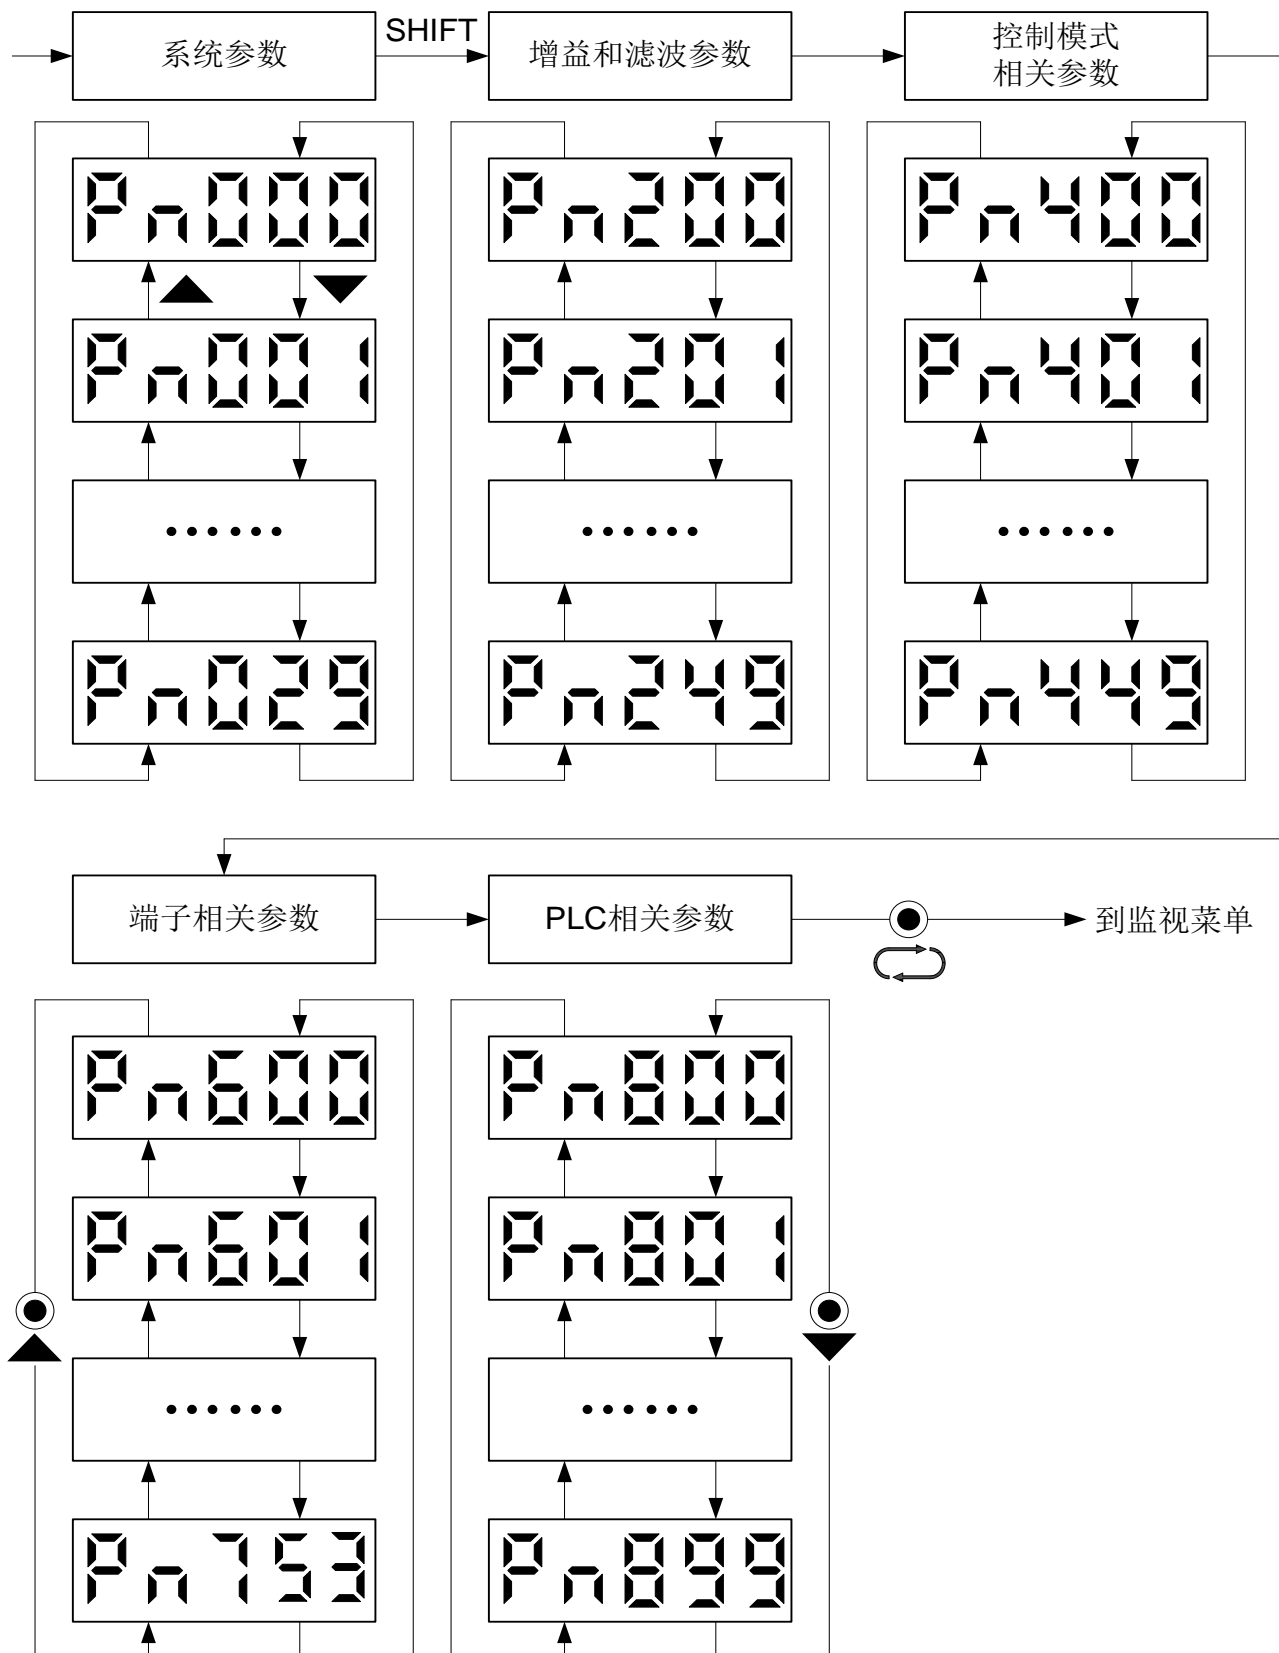 系统参数
SHIFT
增益和滤波参数
控制模式
相关参数
Pn000
Pn200
Pn400
Pn001
Pn201
Pn401
••••••
••••••
••••••
Pn029
Pn249
Pn449
端子相关参数
PLC相关参数
到监视菜单
Pn600
Pn800
Pn601
Pn801
••••••
••••••
Pn753
Pn899